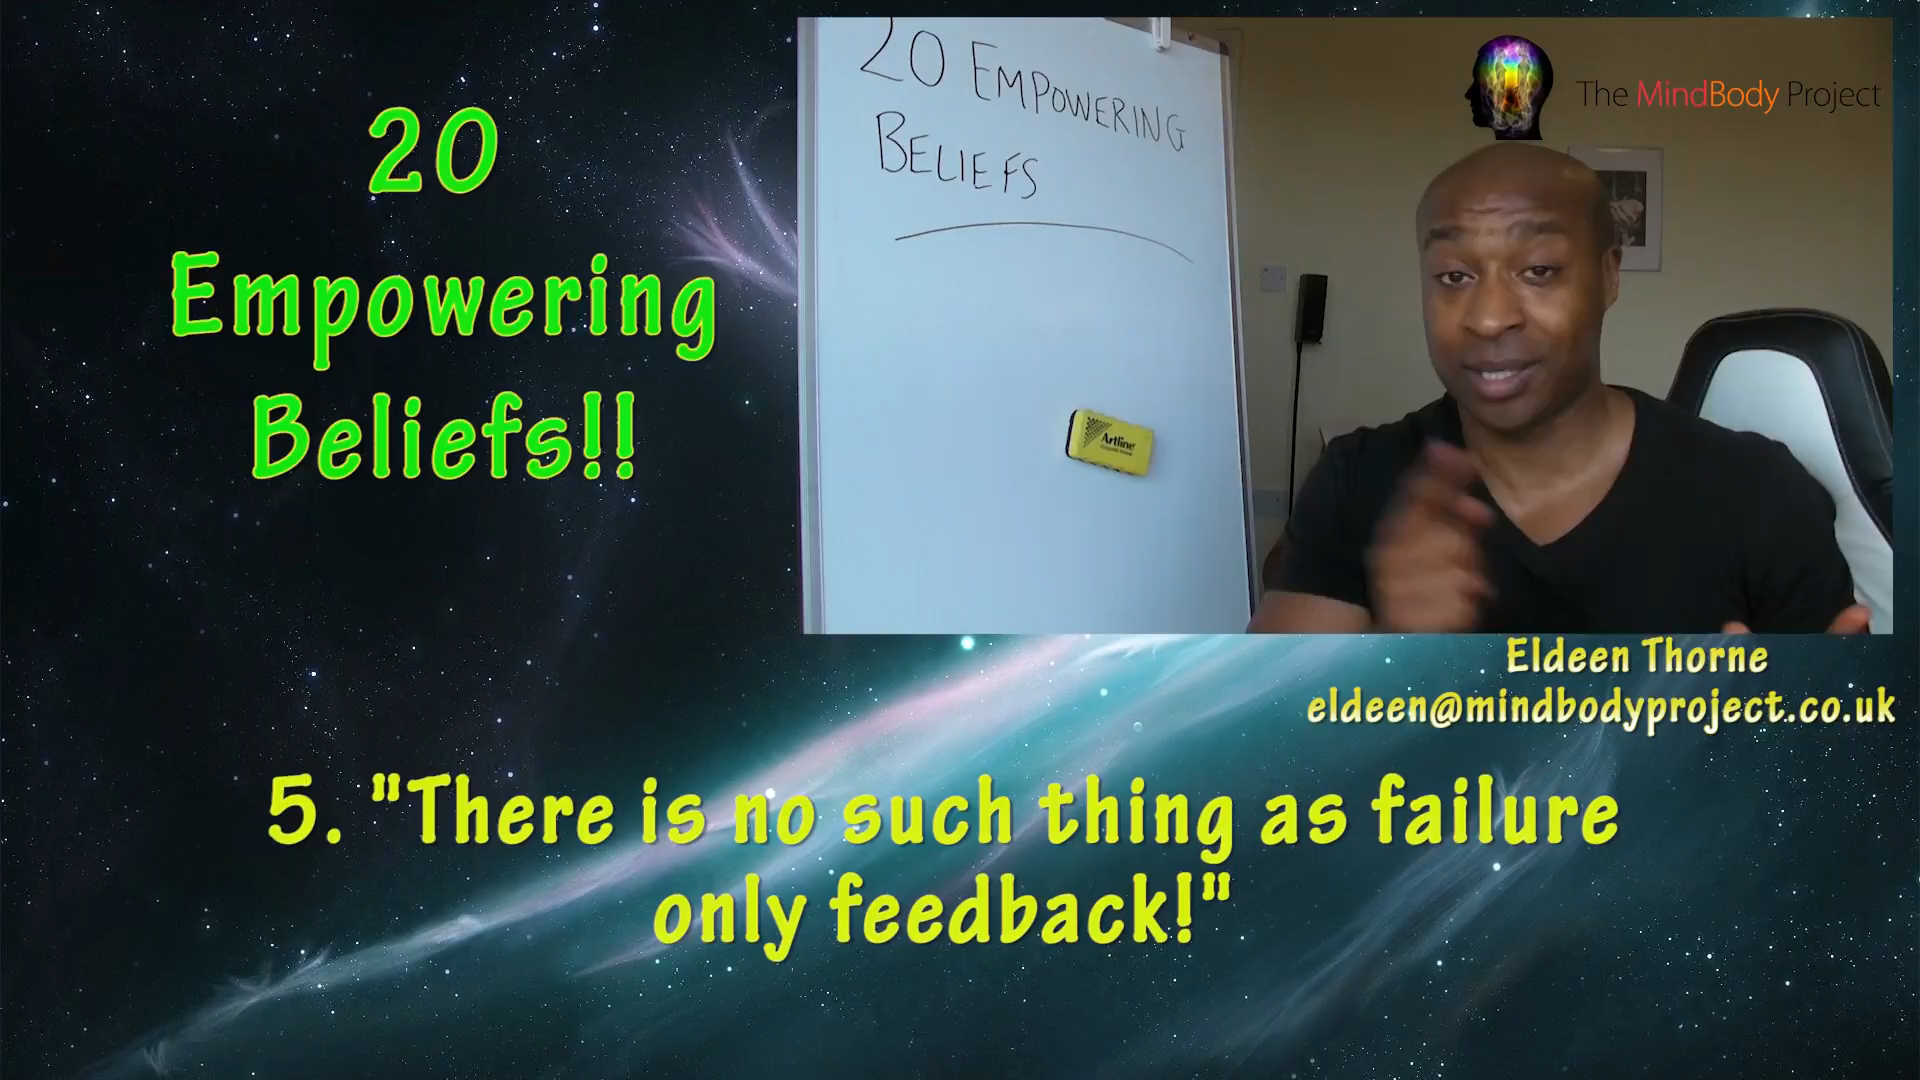 20
Empowering
Beliefs!!
20 EMPOWERING
BELIEFS
The MindBody Project
Artline
Eldeen Thorne
eldeen@mindbodyproject.co.uk
5. "There is no such thing as failure
only feedback!"